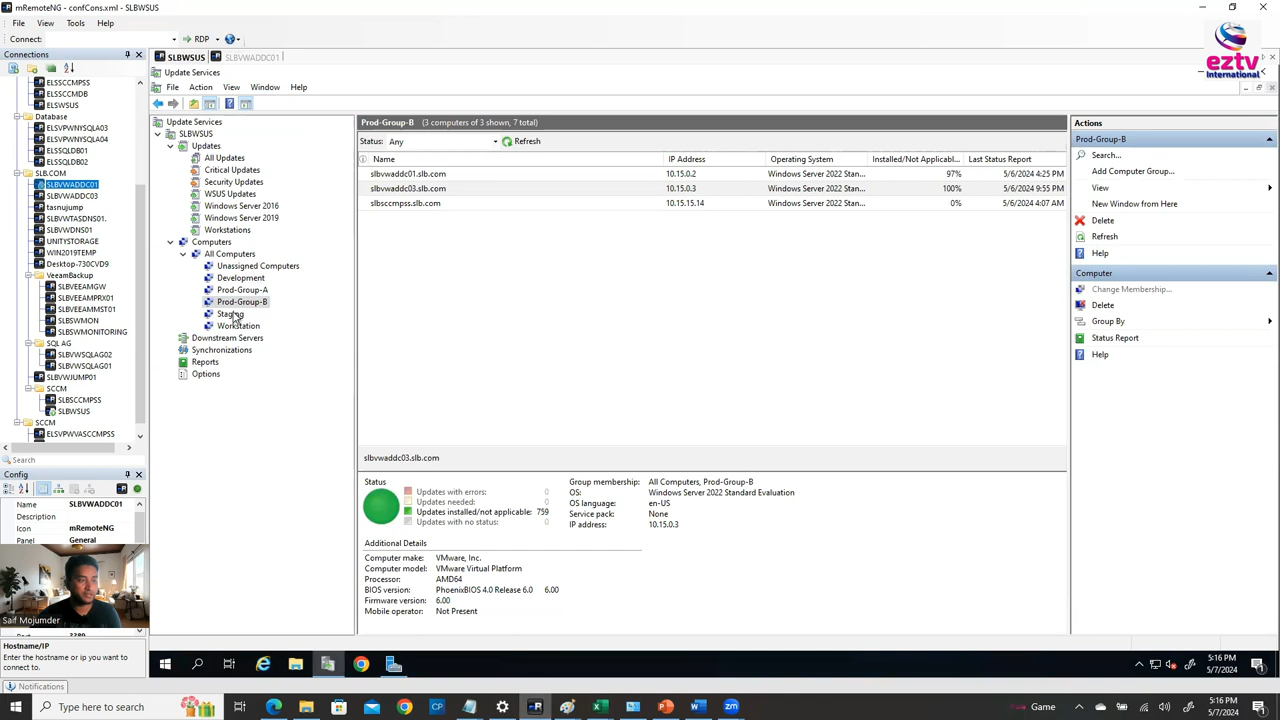 mRemoteNG - confCons.xml - SLBWSUS
File View Tools Help
Connect: RDP
eztv
International
Connections
ELSSCCMPSS
ELSSCCMDB
ELWSUS
Database
ELSVPWNYSQLA03
ELSVPWNYSQLA04
ELSSQLDB01
ELSSQLDB02
SLB.COM
SLBVWADDC01
SLBVWADDC03
tasnujump
SLBVWTASDNS01.
SLBVWDNS01
UNITYSTORAGE
WIN2019TEMP
Desktop-730CVD9
VeeamBackup
SLBVEEAMGW
SLBVEEAMPRX01
SLBVEEAMMST01
SLBSWMON
SLBSWMONITORING
SQL AG
SLBVWSQLAG02
SLBVWSQLAG01
SLBVWJUMP01
SCCM
SLBSCCMPSS
SLBWSUS
SCCM
ELSVPWVASCCMPSS
Search
Config
Name SLBVWADDC01
Description
Icon mRemoteNG
Panel General
Saif Mojumder
Port 3389
Hostname/IP
Enter the hostname or ip you want to connect to.
Notifications
SLBWSUS SLBVWADDC01
Update Services
File Action View Window Help
Update Services
SLBWSUS
Updates
All Updates
Critical Updates
Security Updates
WSUS Updates
Windows Server 2016
Windows Server 2019
Workstations
Computers
All Computers
Unassigned Computers
Development
Prod-Group-A
Prod-Group-B
Staging
Workstation
Downstream Servers
Synchronizations
Reports
Options
Prod-Group-B (3 computers of 3 shown, 7 total)
Status: Any Refresh
Name IP Address Operating System Installed/Not Applicabl... Last Status Report
slbvwaddc01.slb.com 10.15.0.2 Windows Server 2022 Stan... 97% 5/6/2024 4:25 PM
slbvwaddc03.slb.com 10.15.0.3 Windows Server 2022 Stan... 100% 5/6/2024 9:55 PM
slbsccmpss.slb.com 10.15.15.14 Windows Server 2022 Stan... 0% 5/6/2024 4:07 AM
slbvwaddc03.slb.com
Status
Updates with errors: 0
Updates needed: 0
Updates installed/not applicable: 759
Updates with no status: 0
Group membership: All Computers, Prod-Group-B
OS: Windows Server 2022 Standard Evaluation
OS language: en-US
Service pack: None
IP address: 10.15.0.3
Additional Details
Computer make: VMware, Inc.
Computer model: VMware Virtual Platform
Processor: AMD64
BIOS version: PhoenixBIOS 4.0 Release 6.0 6.00
Firmware version: 6.00
Mobile operator: Not Present
Actions
Prod-Group-B
Search...
Add Computer Group...
View
New Window from Here
Delete
Refresh
Help
Computer
Change Membership...
Delete
Group By
Status Report
Help
5:16 PM
5/7/2024
Type here to search
Game
5:16 PM
5/7/2024